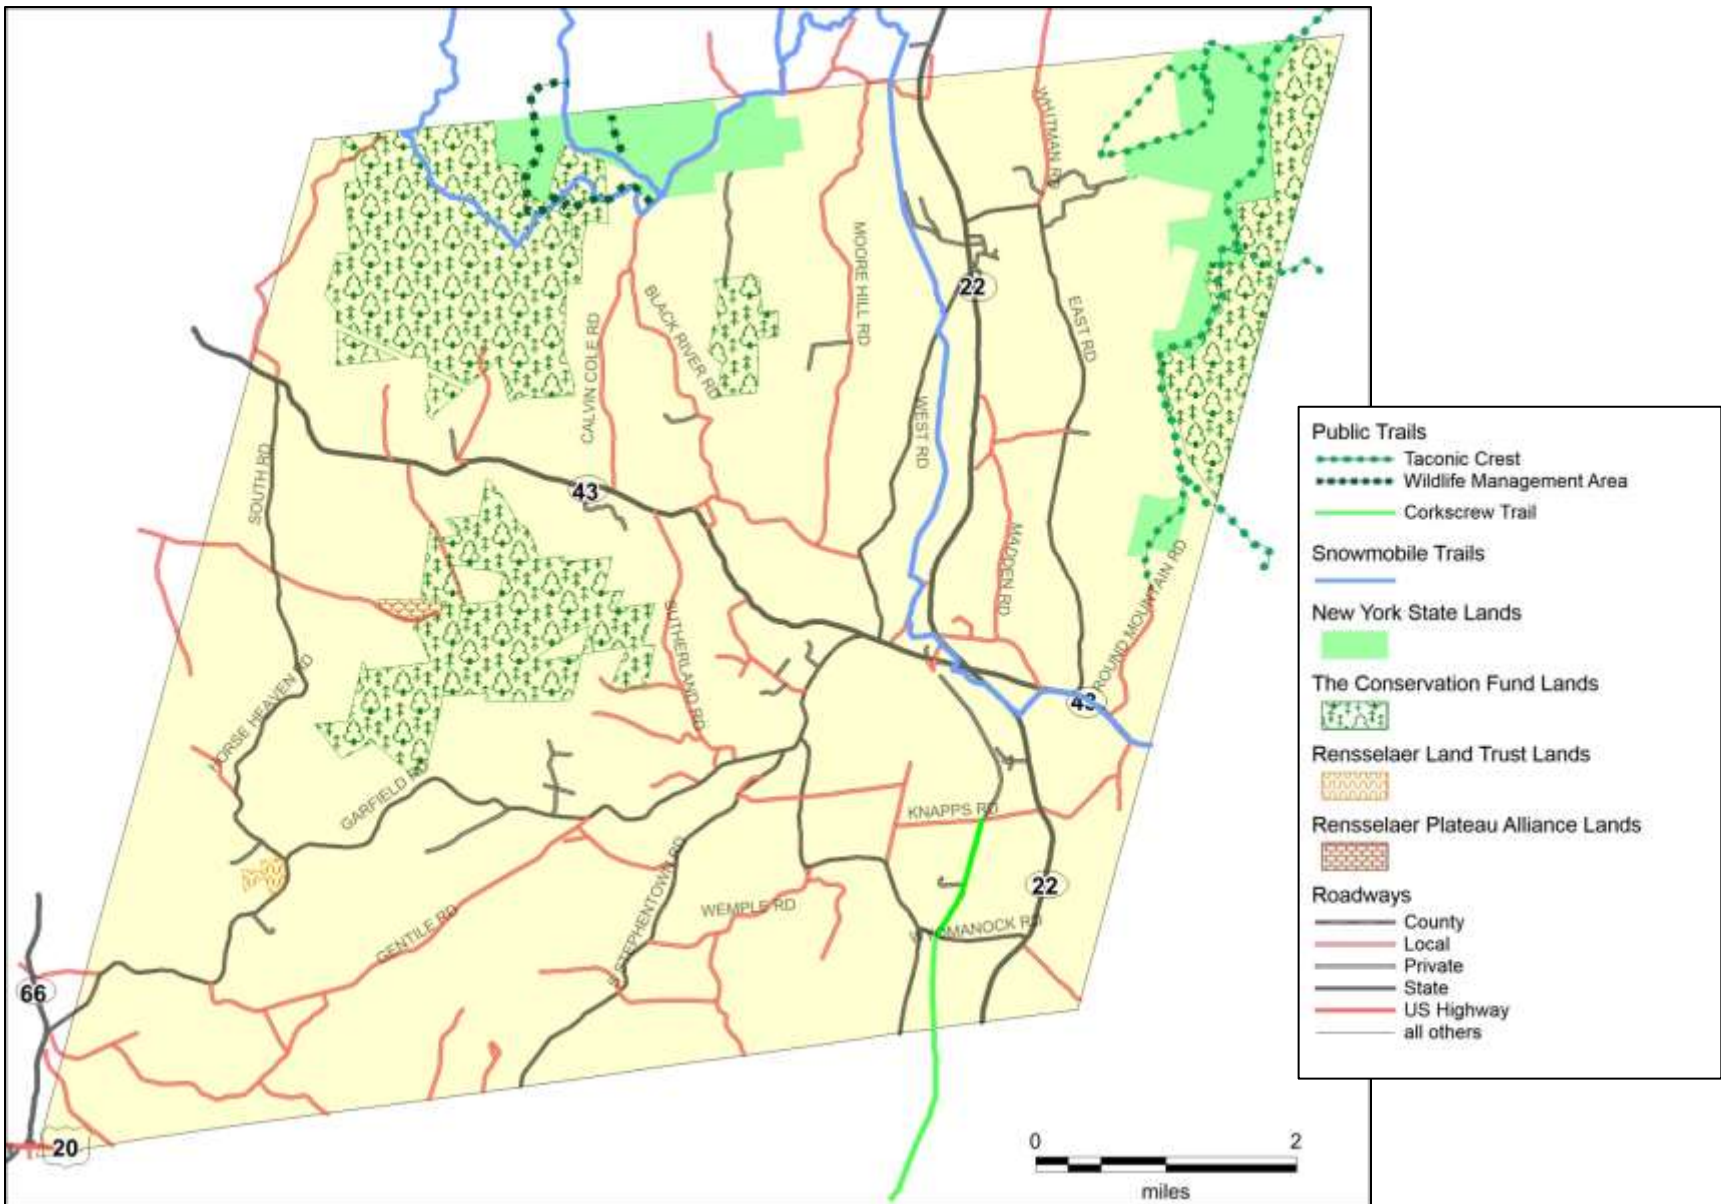 WHITMAN RD
MOORE HILL RD
22
BLACK RIVER RD
CALVIN COLE RD
EAST RD
WEST RD
SOUTH RD
43
MADDEN RD
ROUND MOUNTAIN RD
SUTHERLAND RD
HORSE HEAVEN RD
43
GARFIELD RD
KNAPPS RD
S STEPHENTOWN RD
22
WEMPLE RD
AMANOCK RD
GENTILE RD
66
20
0 2
miles
Public Trails
Taconic Crest
Wildlife Management Area
Corkscrew Trail
Snowmobile Trails
New York State Lands
The Conservation Fund Lands
Rensselaer Land Trust Lands
Rensselaer Plateau Alliance Lands
Roadways
County
Local
Private
State
US Highway
all others